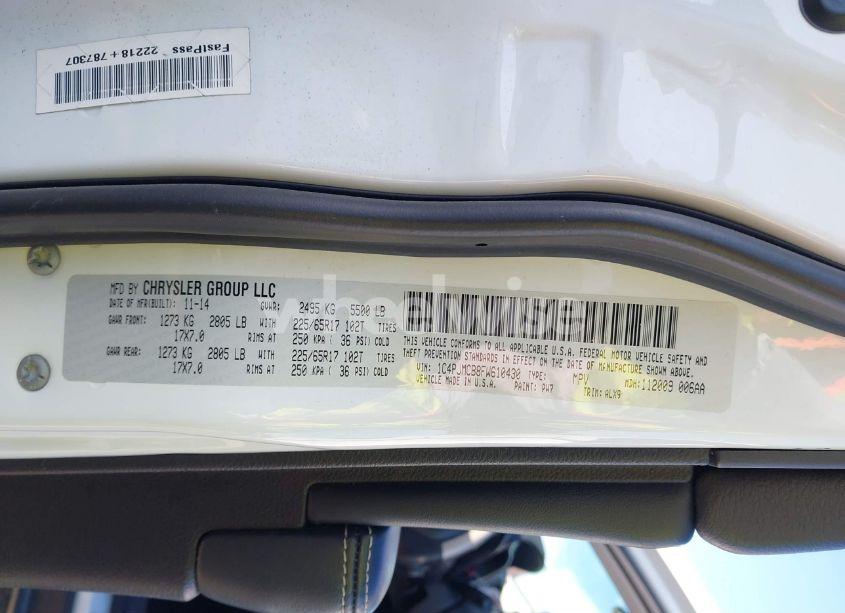 FastPass 22218+787307
MFD BY CHRYSLER GROUP LLC
DATE OF MFR(BUILT): 11-14 GVWR: 2495 KG 5500 LB
GAWR FRONT: 1273 KG 2805 LB WITH 225/65R17 102T TIRES
17X7.0 RIMS AT 250 KPA ( 36 PSI) COLD
GAWR REAR: 1273 KG 2805 LB WITH 225/65R17 102T TIRES
17X7.0 RIMS AT 250 KPA ( 36 PSI) COLD
THIS VEHICLE CONFORMS TO ALL APPLICABLE U.S.A. FEDERAL MOTOR VEHICLE SAFETY AND
THEFT PREVENTION STANDARDS IN EFFECT ON THE DATE OF MANUFACTURE SHOWN ABOVE.
VIN: 1C4PJMCB8FW610430 TYPE: MPV MDH: 112009 006AA
VEHICLE MADE IN U.S.A. PAINT: PW7 TRIM: ALX9
wheelwise